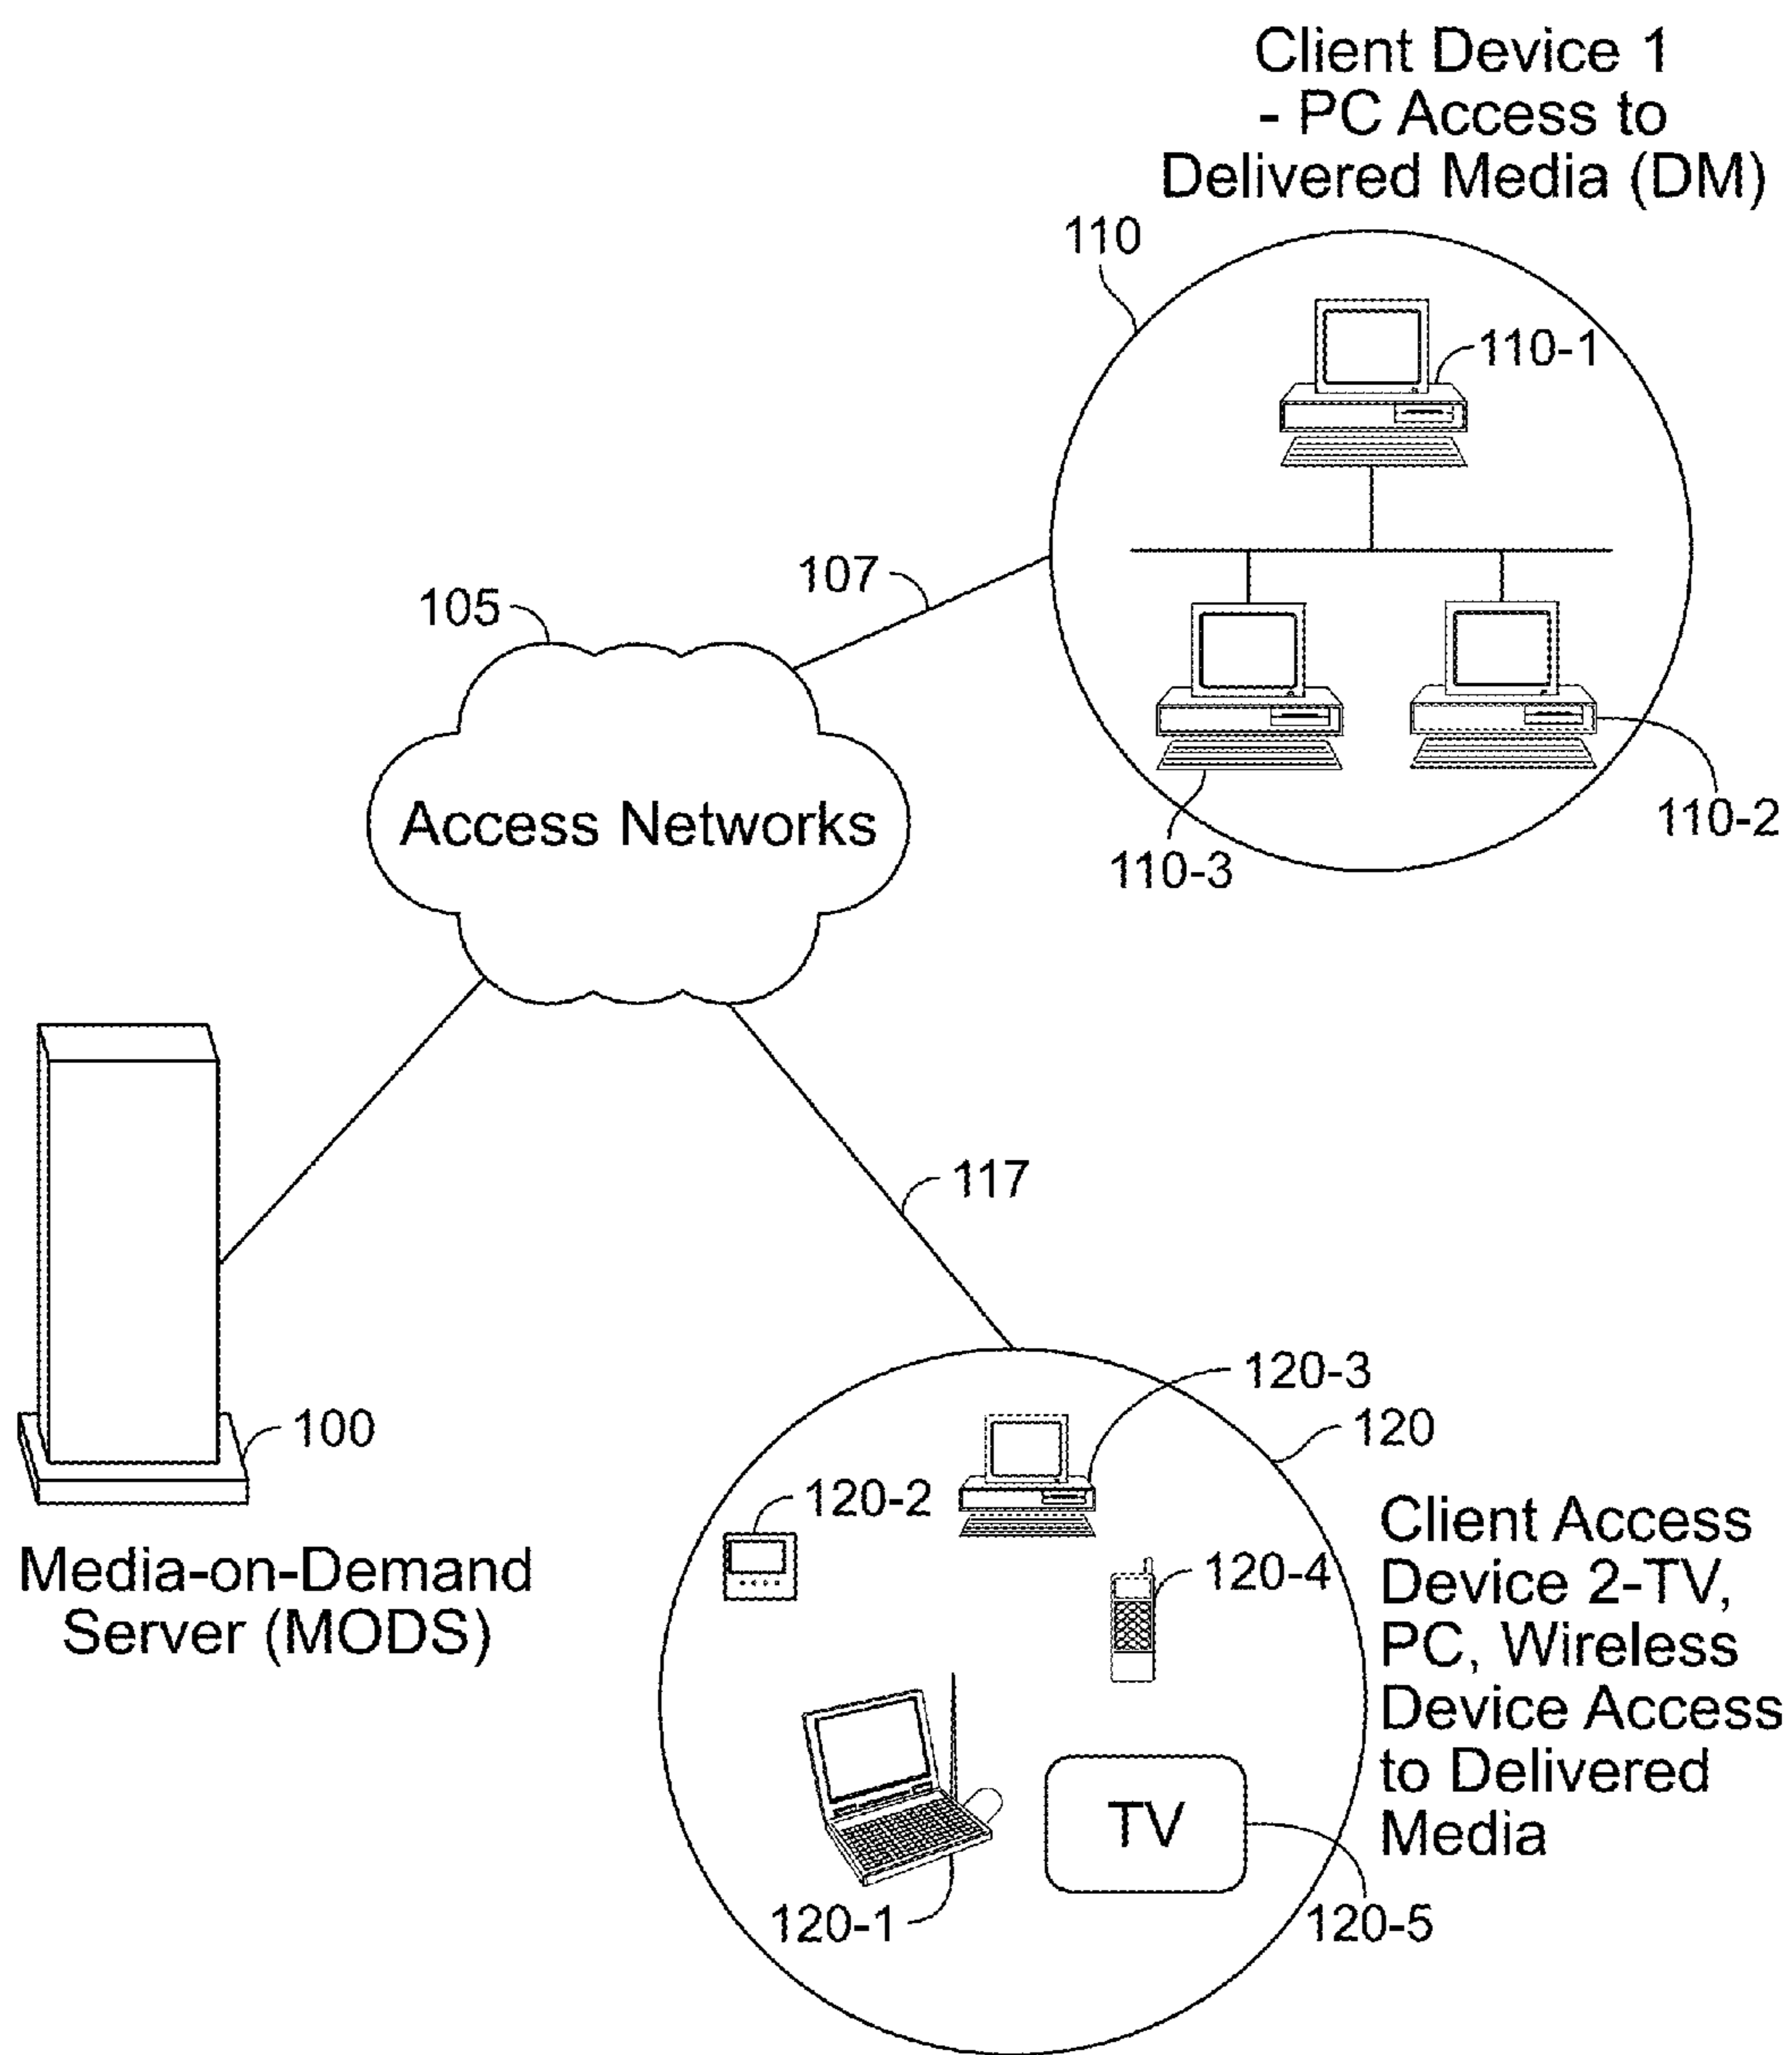 Client Device 1
- PC Access to
Delivered Media (DM)
110
110-1
107
105
110-2
110-3
Access Networks
117
120-3
100
120
120-2
120-4
Media-on-Demand
Server (MODS)
Client Access
Device 2-TV,
PC, Wireless
Device Access
to Delivered
Media
TV
120-1
120-5